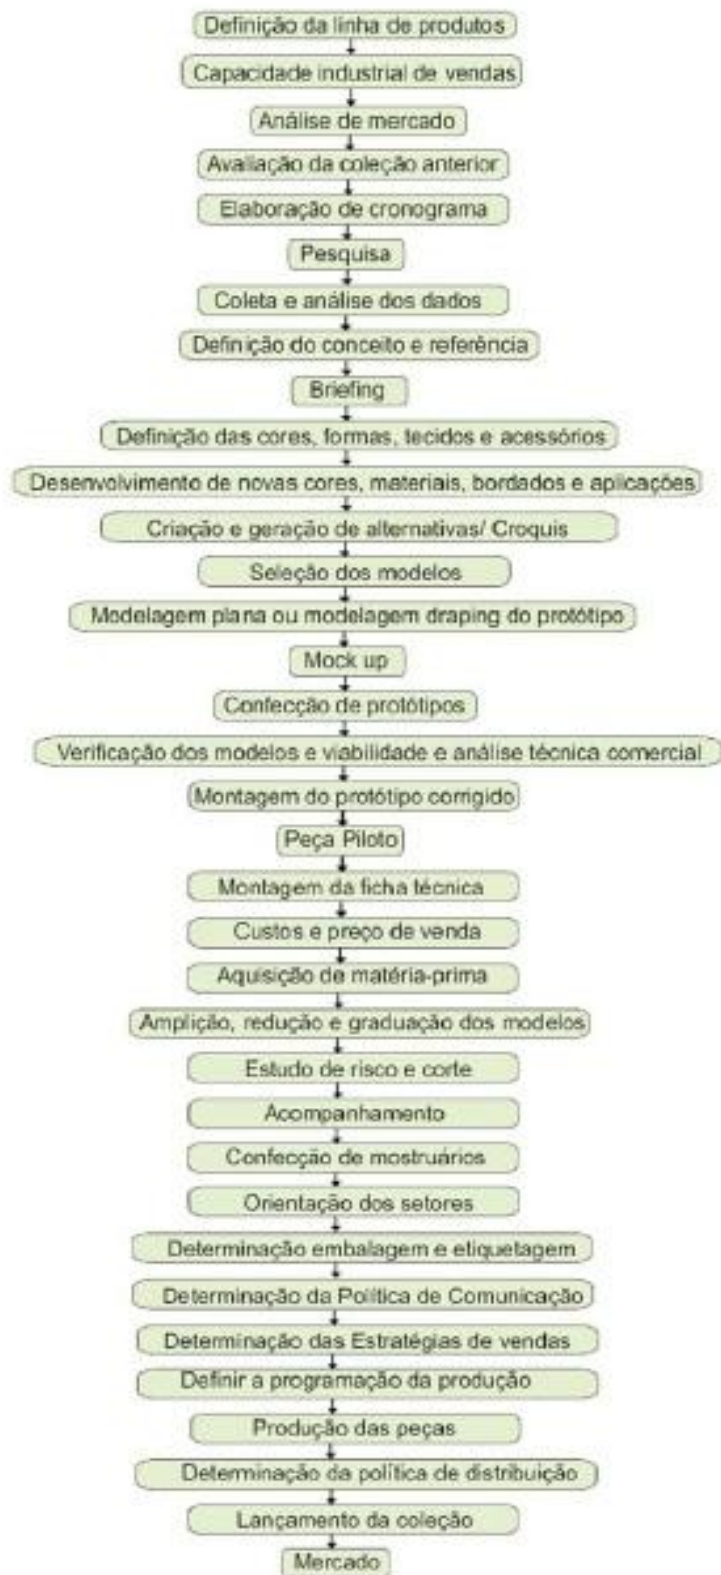 Definição da linha de produtos
Capacidade industrial de vendas
Análise de mercado
Avaliação da coleção anterior
Elaboração de cronograma
Pesquisa
Coleta e análise dos dados
Definição do conceito e referência
Briefing
Definição das cores, formas, tecidos e acessórios
Desenvolvimento de novas cores, materiais, bordados e aplicações
Criação e geração de alternativas/ Croquis
Seleção dos modelos
Modelagem plana ou modelagem draping do protótipo
Mock up
Confecção de protótipos
Verificação dos modelos e viabilidade e análise técnica comercial
Montagem do protótipo corrigido
Peça Piloto
Montagem da ficha técnica
Custos e preço de venda
Aquisição de matéria-prima
Amplição, redução e graduação dos modelos
Estudo de risco e corte
Acompanhamento
Confecção de mostruários
Orientação dos setores
Determinação embalagem e etiquetagem
Determinação da Política de Comunicação
Determinação das Estratégias de vendas
Definir a programação da produção
Produção das peças
Determinação da política de distribuição
Lançamento da coleção
Mercado